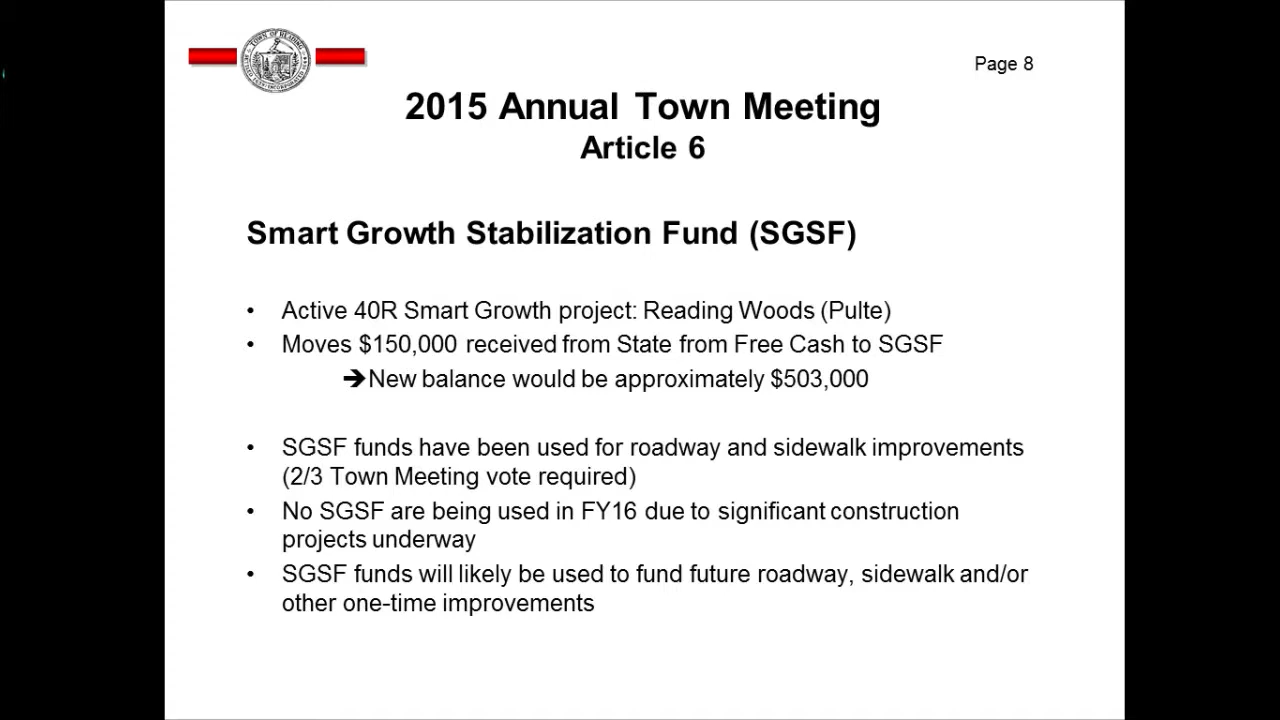 Page 8
2015 Annual Town Meeting
Article 6
Smart Growth Stabilization Fund (SGSF)
• Active 40R Smart Growth project: Reading Woods (Pulte)
• Moves $150,000 received from State from Free Cash to SGSF
➔New balance would be approximately $503,000
• SGSF funds have been used for roadway and sidewalk improvements
(2/3 Town Meeting vote required)
• No SGSF are being used in FY16 due to significant construction
projects underway
• SGSF funds will likely be used to fund future roadway, sidewalk and/or
other one-time improvements